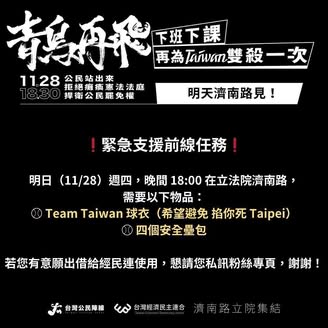 青鳥再飛
下班下課
再為Taiwan雙殺一次
11.28
18:30
公民站出來
拒絕癱瘓憲法法庭
捍衛公民罷免權
明天濟南路見！
❗緊急支援前線任務❗
明日（11/28）週四，晚間 18:00 在立法院濟南路，
需要以下物品：
⚾ Team Taiwan 球衣（希望避免 掐你死 Taipei）
⚾ 四個安全壘包
若您有意願出借給經民連使用，懇請您私訊粉絲專頁，謝謝！
台灣公民陣線
台灣經濟民主連合
濟南路立院集結